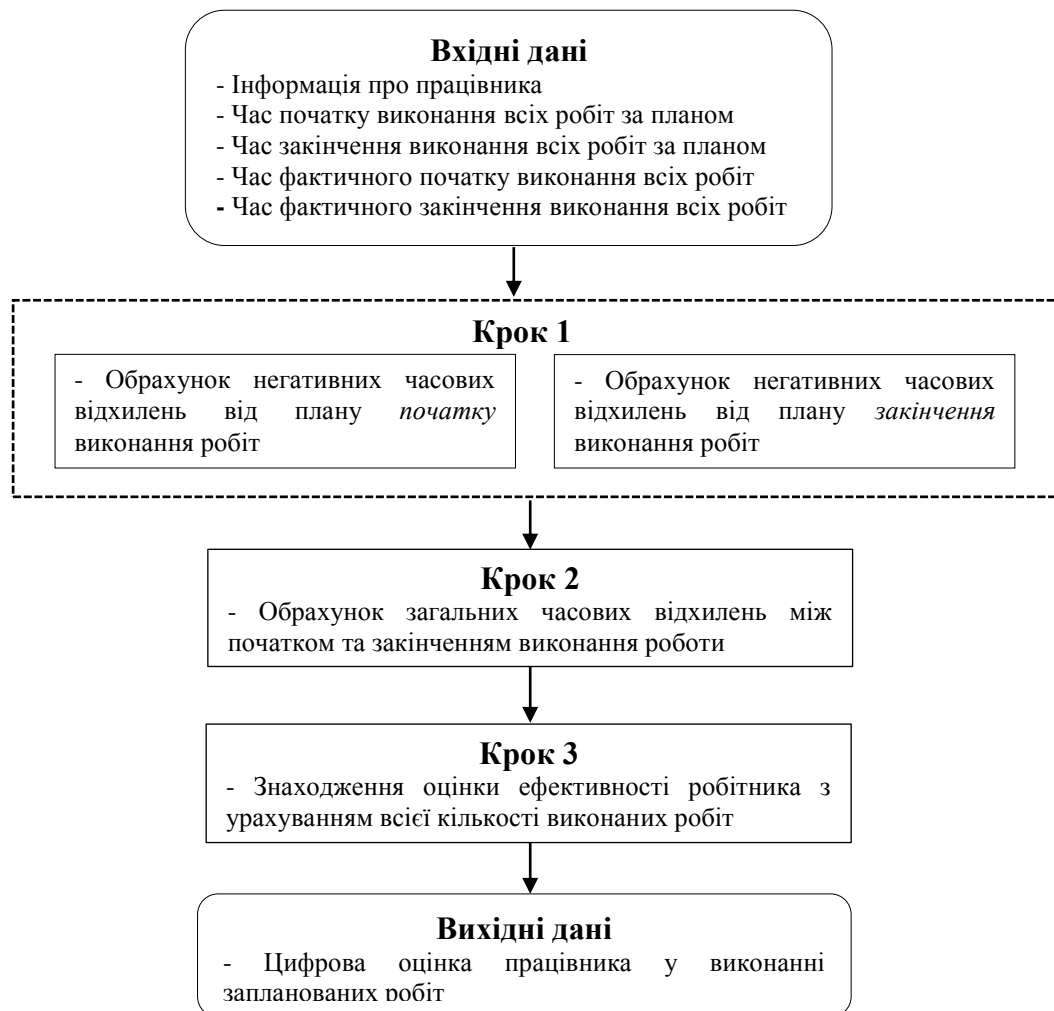 Вхідні дані
- Інформація про працівника
- Час початку виконання всіх робіт за планом
- Час закінчення виконання всіх робіт за планом
- Час фактичного початку виконання всіх робіт
- Час фактичного закінчення виконання всіх робіт
Крок 1
- Обрахунок негативних часових
відхилень від плану початку
виконання робіт
- Обрахунок негативних часових
відхилень від плану закінчення
виконання робіт
Крок 2
- Обрахунок загальних часових відхилень між
початком та закінченням виконання роботи
Крок 3
- Знаходження оцінки ефективності робітника з
урахуванням всієї кількості виконаних робіт
Вихідні дані
- Цифрова оцінка працівника у виконанні
запланованих робіт